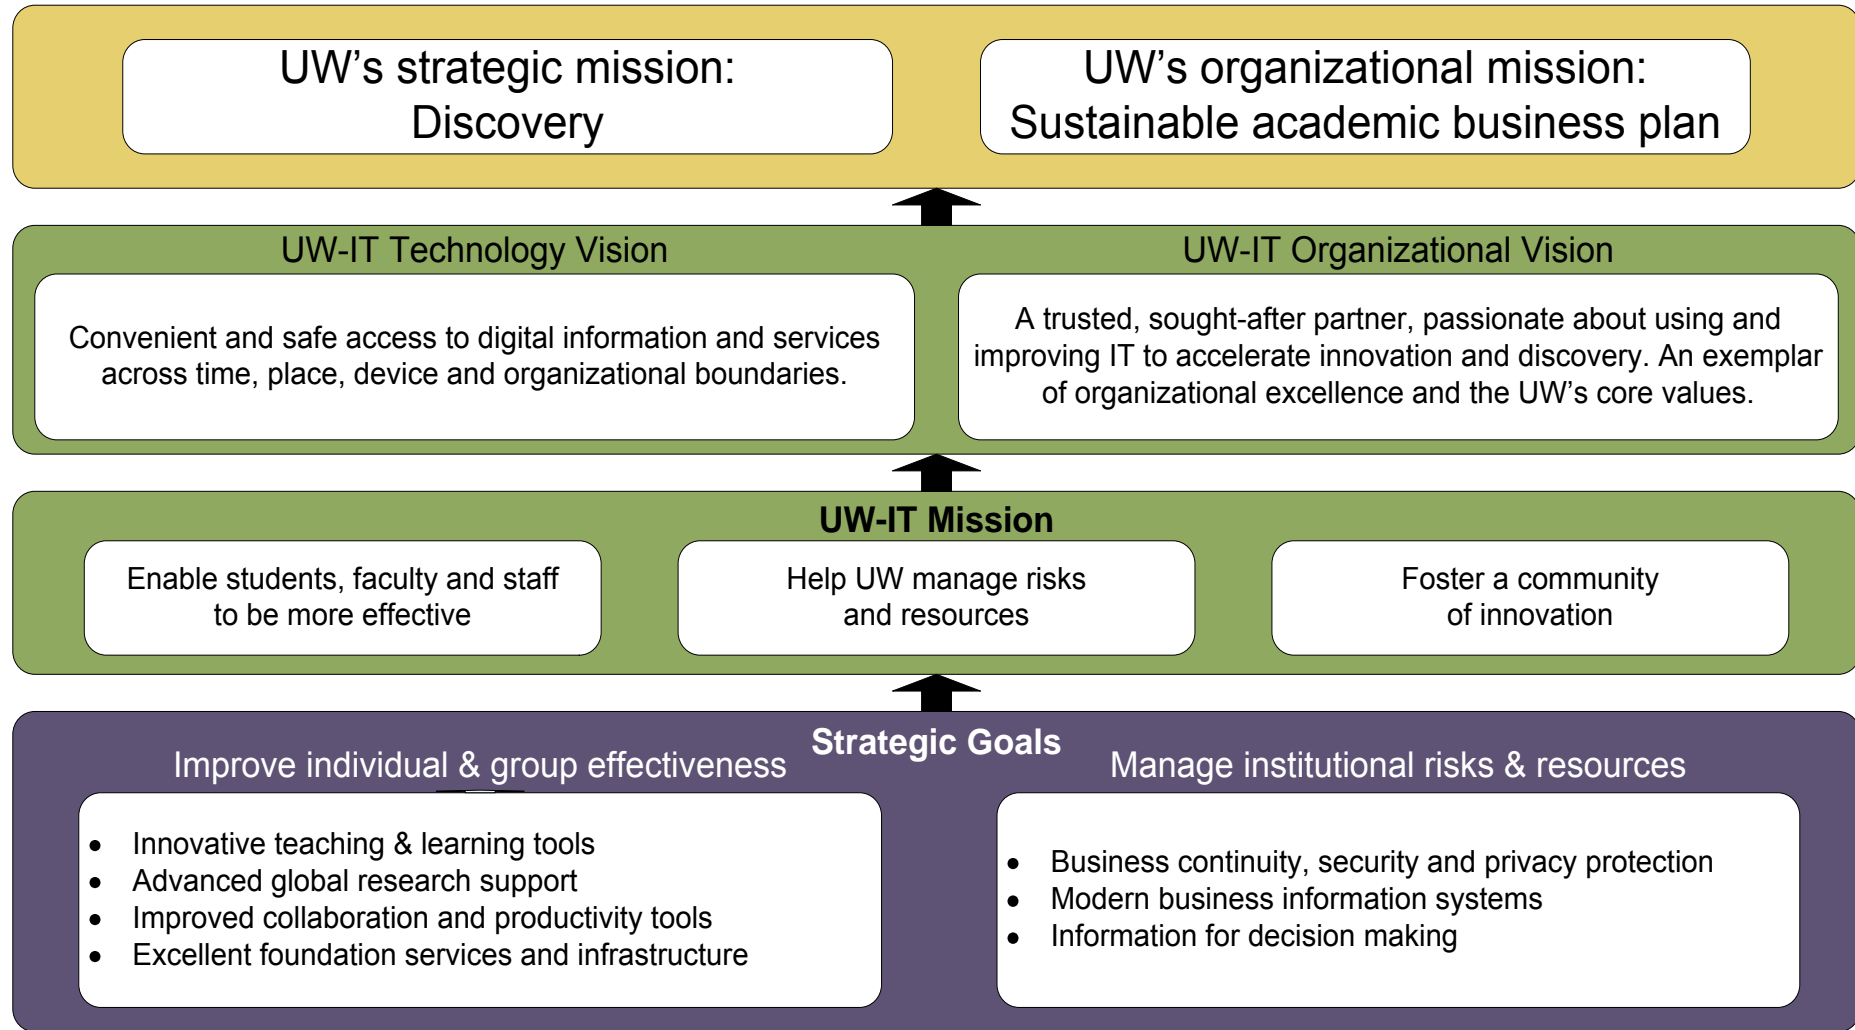 UW’s strategic mission:
Discovery
UW’s organizational mission:
Sustainable academic business plan
UW-IT Technology Vision
Convenient and safe access to digital information and services
across time, place, device and organizational boundaries.
UW-IT Organizational Vision
A trusted, sought-after partner, passionate about using and
improving IT to accelerate innovation and discovery. An exemplar
of organizational excellence and the UW’s core values.
UW-IT Mission
Enable students, faculty and staff
to be more effective
Help UW manage risks
and resources
Foster a community
of innovation
Strategic Goals
Improve individual & group effectiveness
• Innovative teaching & learning tools
• Advanced global research support
• Improved collaboration and productivity tools
• Excellent foundation services and infrastructure
Manage institutional risks & resources
• Business continuity, security and privacy protection
• Modern business information systems
• Information for decision making